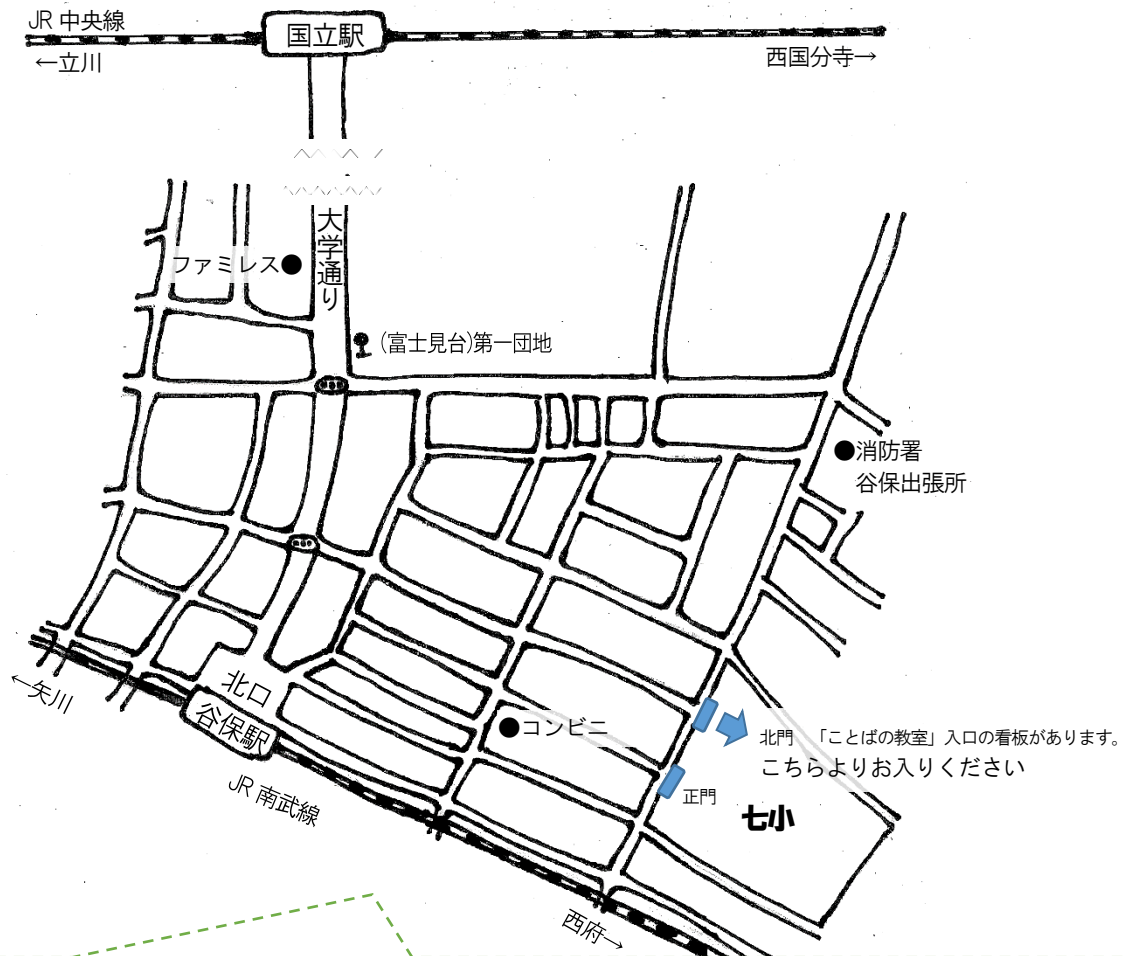 JR 中央線
国立駅
←立川
西国分寺→
大学通り
ファミレス●
(富士見台)第一団地
●消防署
谷保出張所
←矢川
北口
谷保駅
●コンビニ
北門 「ことばの教室」入口の看板があります。
こちらよりお入りください
正門
七小
JR 南武線
西府→